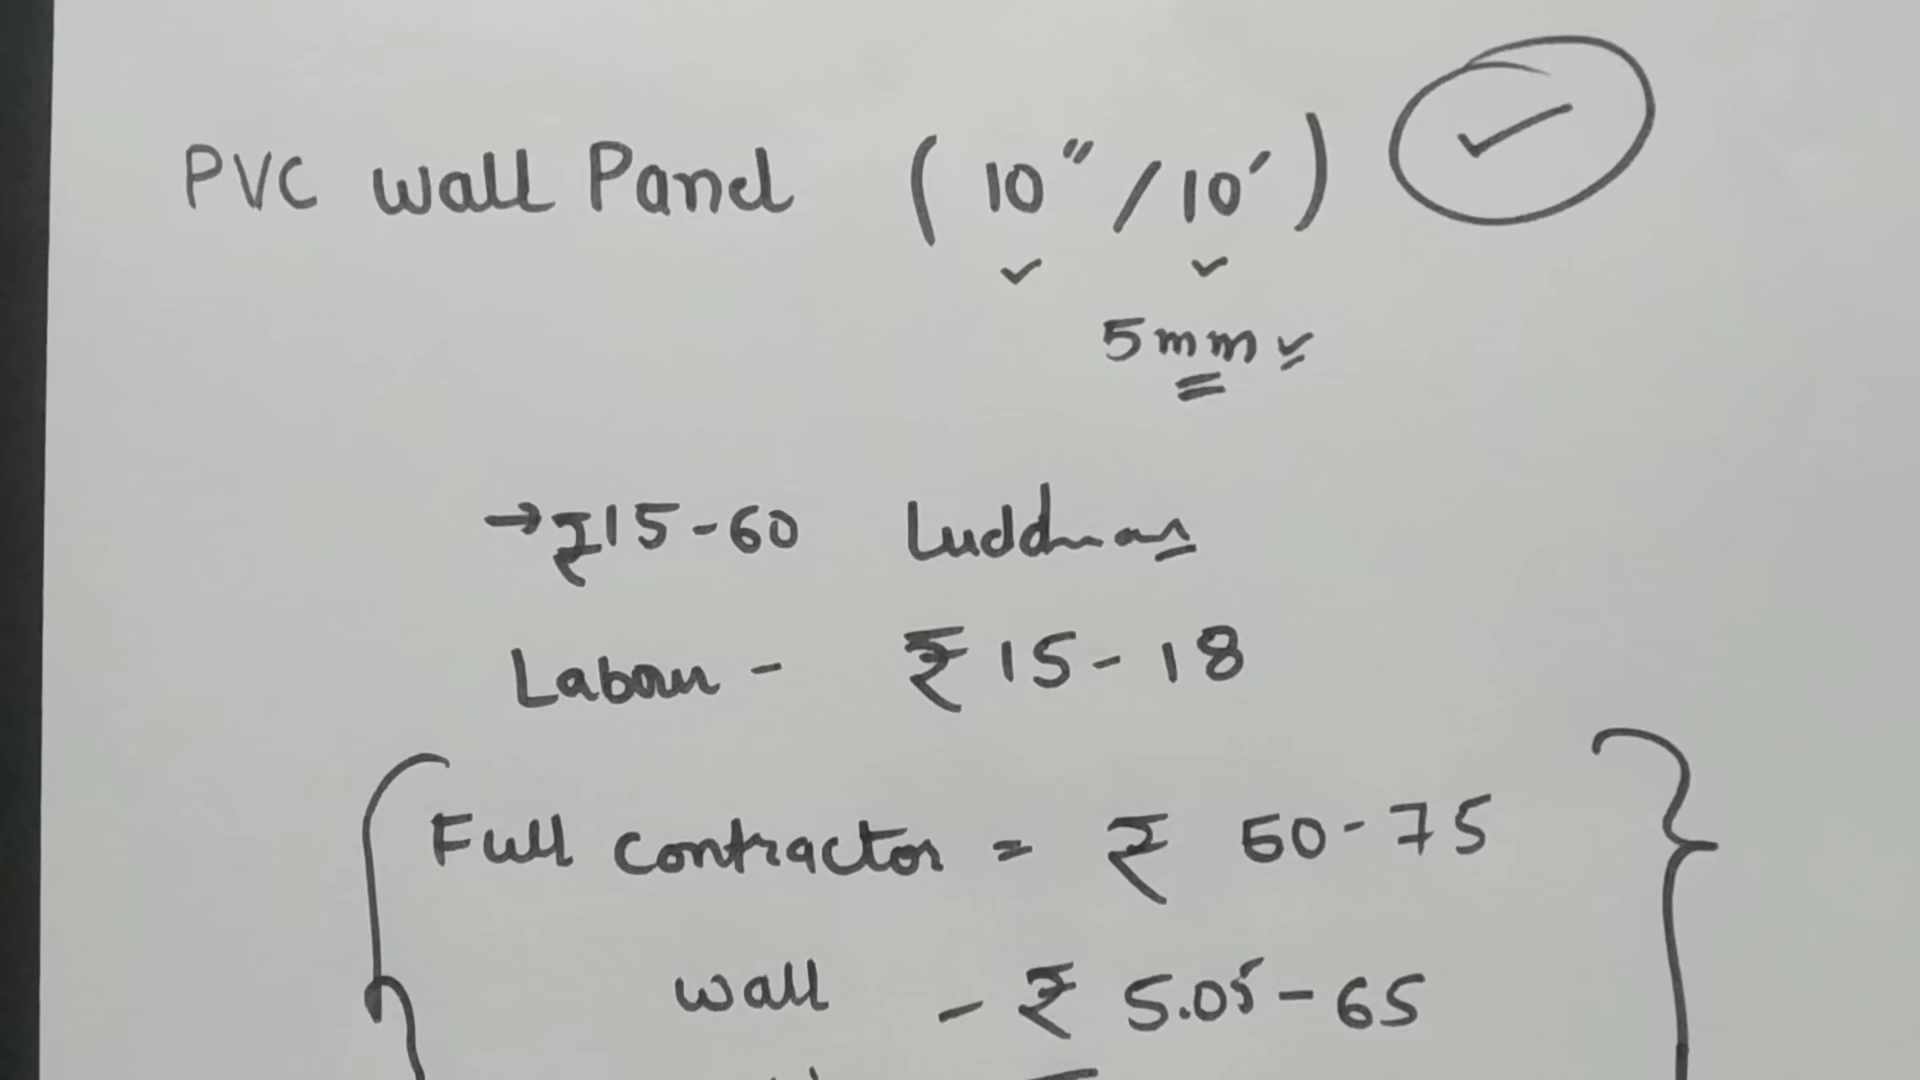 PVC wall Panel (10"/10')
5mm
→₹15-60 Lucknow
Labour - ₹15-18
Full contractor = ₹ 50-75
wall - ₹ 5.05-65